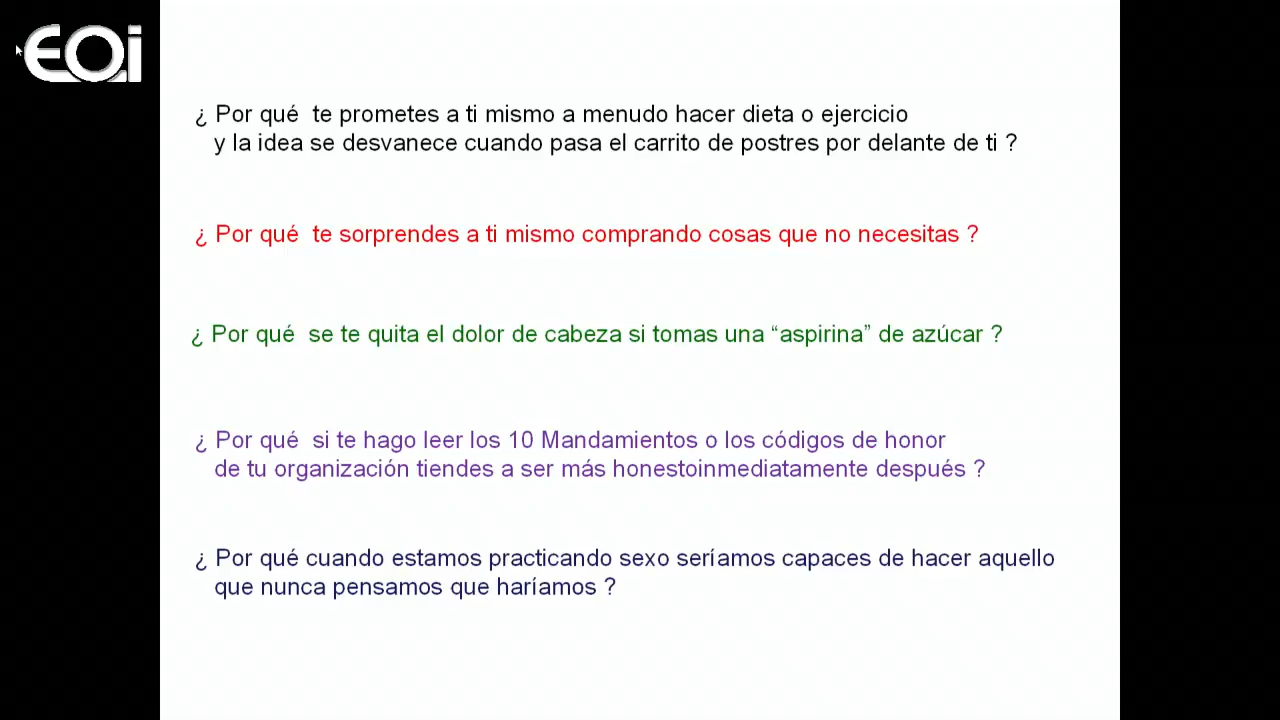 EOi
¿ Por qué  te prometes a ti mismo a menudo hacer dieta o ejercicio
y la idea se desvanece cuando pasa el carrito de postres por delante de ti ?
¿ Por qué  te sorprendes a ti mismo comprando cosas que no necesitas ?
¿ Por qué  se te quita el dolor de cabeza si tomas una “aspirina” de azúcar ?
¿ Por qué  si te hago leer los 10 Mandamientos o los códigos de honor
de tu organización tiendes a ser más honestoinmediatamente después ?
¿ Por qué cuando estamos practicando sexo seríamos capaces de hacer aquello
que nunca pensamos que haríamos ?